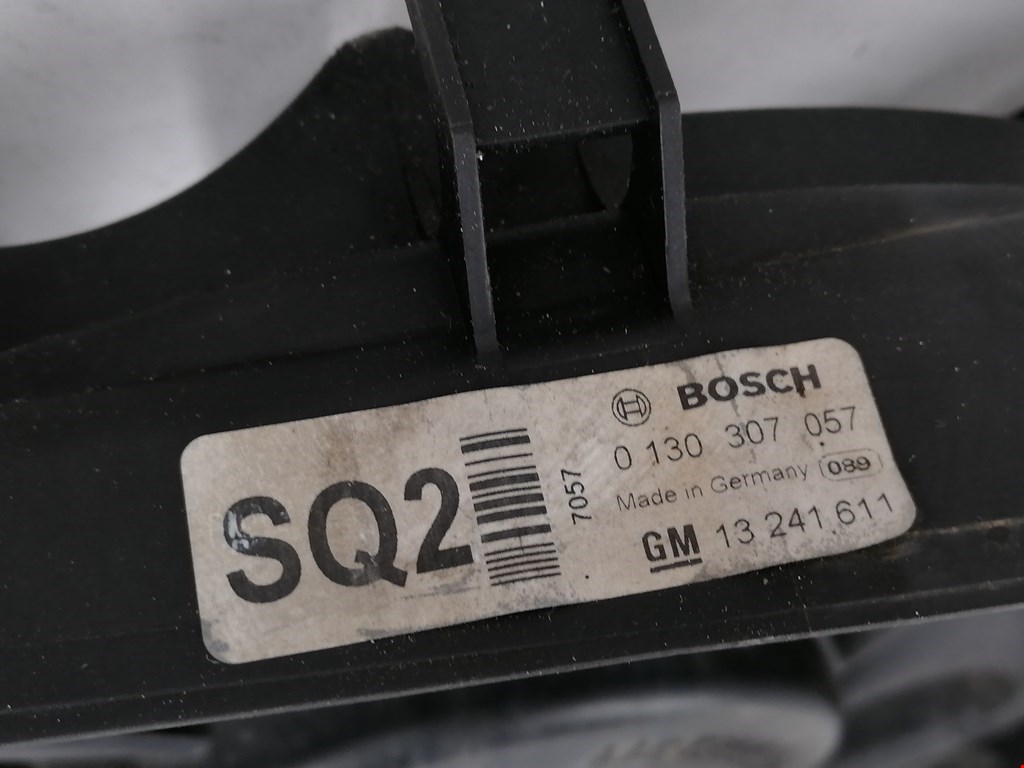 SQ2
7057
BOSCH
0 130 307 057
Made in Germany 089
GM 13 241 611